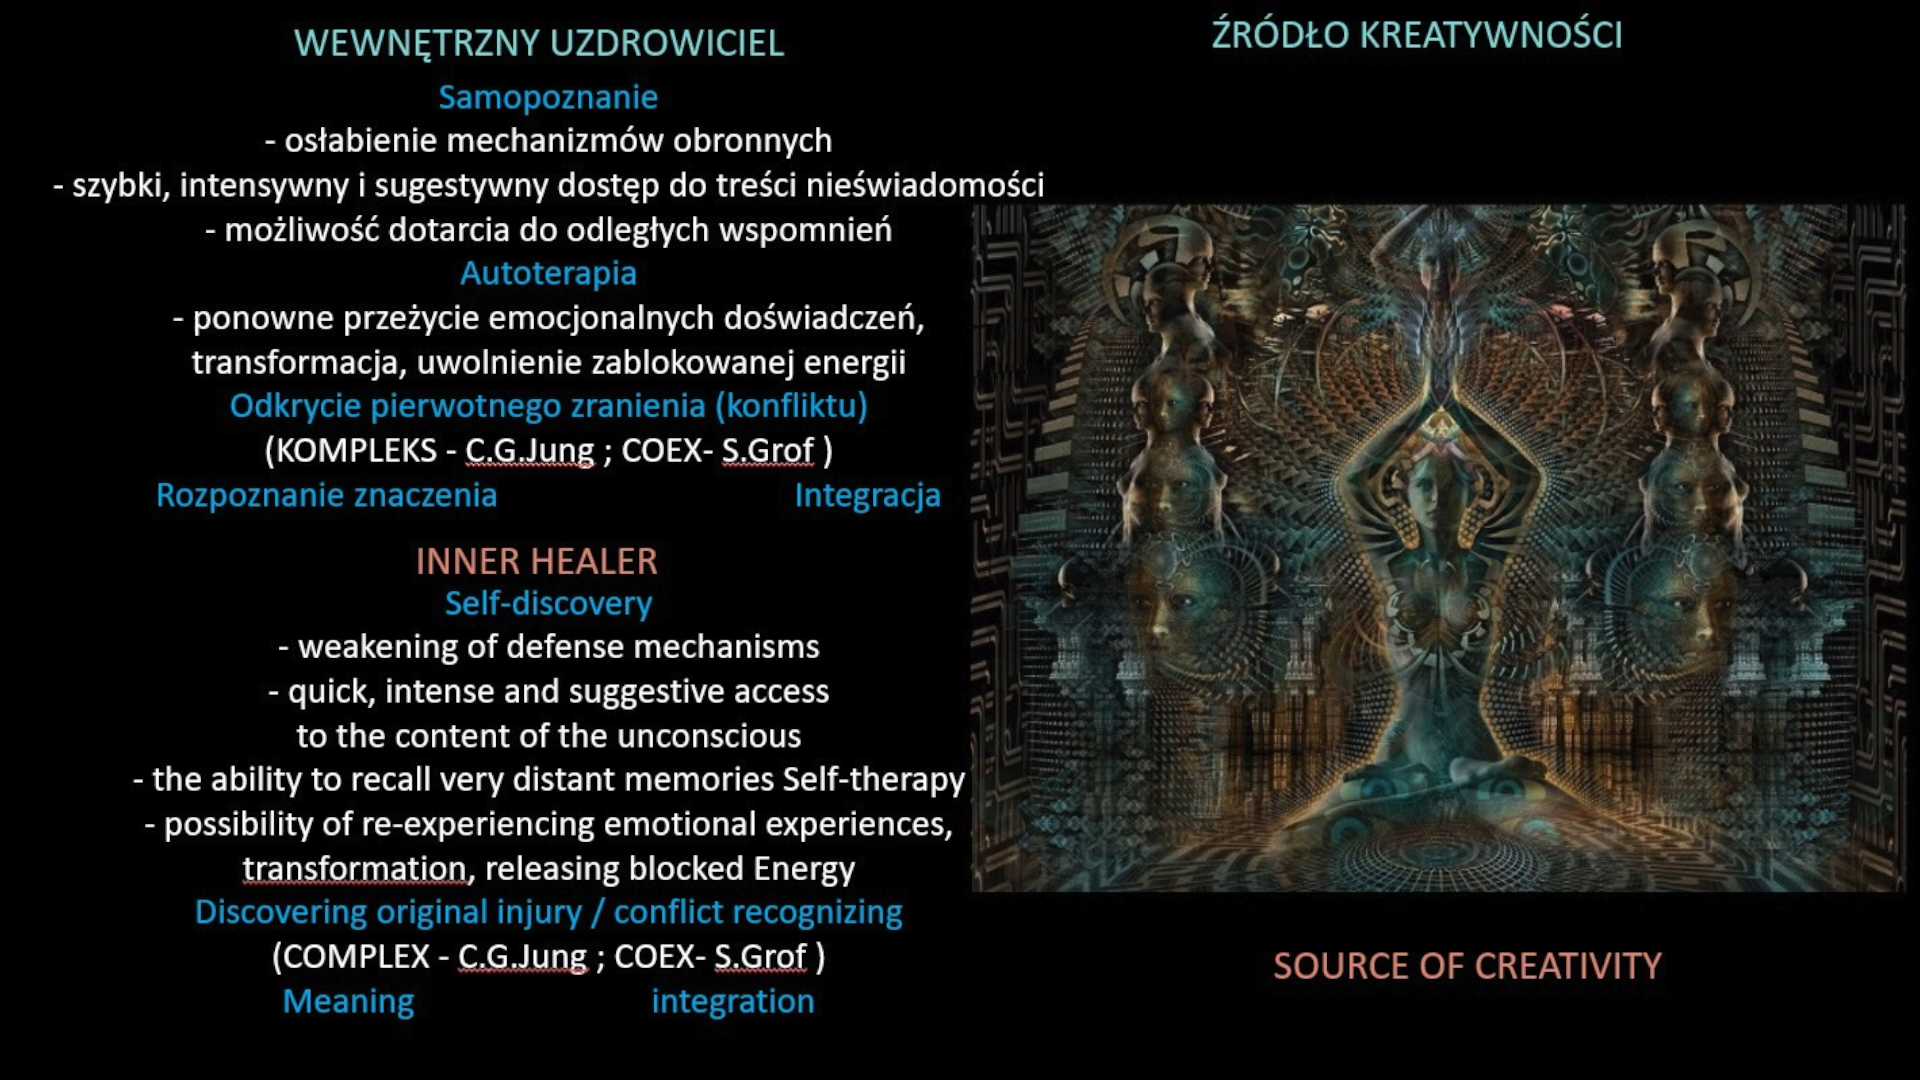 WEWNĘTRZNY UZDROWICIEL
Samopoznanie
- osłabienie mechanizmów obronnych
- szybki, intensywny i sugestywny dostęp do treści nieświadomości
- możliwość dotarcia do odległych wspomnień
Autoterapia
- ponowne przeżycie emocjonalnych doświadczeń,
transformacja, uwolnienie zablokowanej energii
Odkrycie pierwotnego zranienia (konfliktu)
(KOMPLEKS - C.G.Jung ; COEX- S.Grof )
Rozpoznanie znaczenia Integracja
INNER HEALER
Self-discovery
- weakening of defense mechanisms
- quick, intense and suggestive access
to the content of the unconscious
- the ability to recall very distant memories Self-therapy
- possibility of re-experiencing emotional experiences,
transformation, releasing blocked Energy
Discovering original injury / conflict recognizing
(COMPLEX - C.G.Jung ; COEX- S.Grof )
Meaning integration
ŹRÓDŁO KREATYWNOŚCI
SOURCE OF CREATIVITY